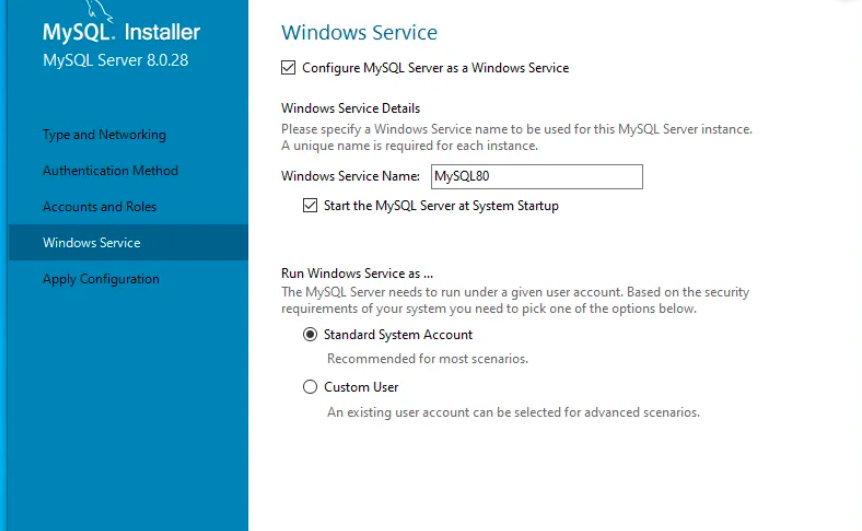 MySQL. Installer
MySQL Server 8.0.28
Type and Networking
Authentication Method
Accounts and Roles
Windows Service
Apply Configuration
Windows Service
Configure MySQL Server as a Windows Service
Windows Service Details
Please specify a Windows Service name to be used for this MySQL Server instance.
A unique name is required for each instance.
Windows Service Name: MySQL80
Start the MySQL Server at System Startup
Run Windows Service as ...
The MySQL Server needs to run under a given user account. Based on the security
requirements of your system you need to pick one of the options below.
Standard System Account
Recommended for most scenarios.
Custom User
An existing user account can be selected for advanced scenarios.